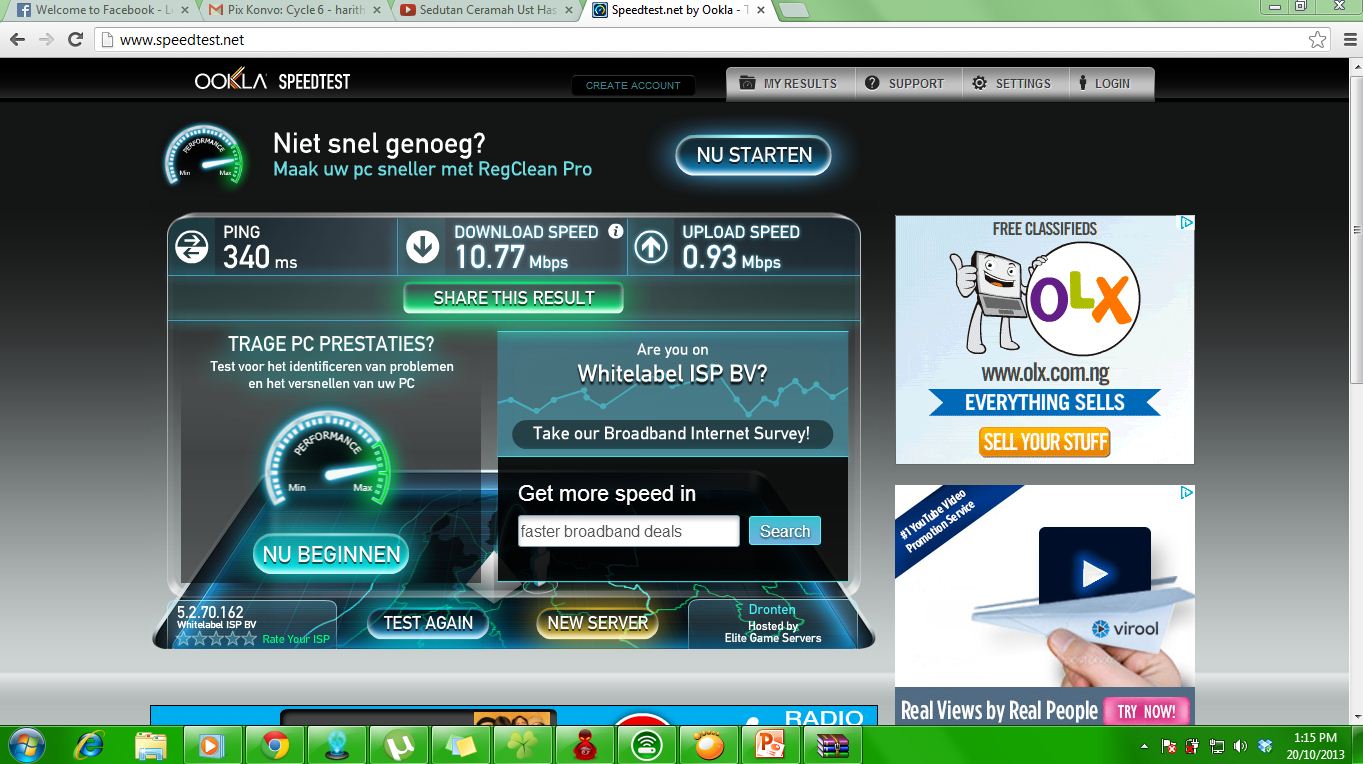 Welcome to Facebook - Lo
Pix Konvo: Cycle 6 - harith
Sedutan Ceramah Ust Has
Speedtest.net by Ookla - T
www.speedtest.net
OOKLA SPEEDTEST
CREATE ACCOUNT
MY RESULTS
SUPPORT
SETTINGS
LOGIN
PERFORMANCE
Min Max
Niet snel genoeg?
Maak uw pc sneller met RegClean Pro
NU STARTEN
PING
340 ms
DOWNLOAD SPEED
10.77 Mbps
UPLOAD SPEED
0.93 Mbps
SHARE THIS RESULT
TRAGE PC PRESTATIES?
Test voor het identificeren van problemen
en het versnellen van uw PC
PERFORMANCE
Min Max
NU BEGINNEN
Are you on
Whitelabel ISP BV?
Take our Broadband Internet Survey!
Get more speed in
faster broadband deals
Search
5.2.70.162
Whitelabel ISP BV
Rate Your ISP
TEST AGAIN
NEW SERVER
Dronten
Hosted by
Elite Game Servers
FREE CLASSIFIEDS
OLX
www.olx.com.ng
EVERYTHING SELLS
SELL YOUR STUFF
#1 YouTube Video
Promotion Service
virool
Real Views by Real People
TRY NOW!
RADIO
1:15 PM
20/10/2013